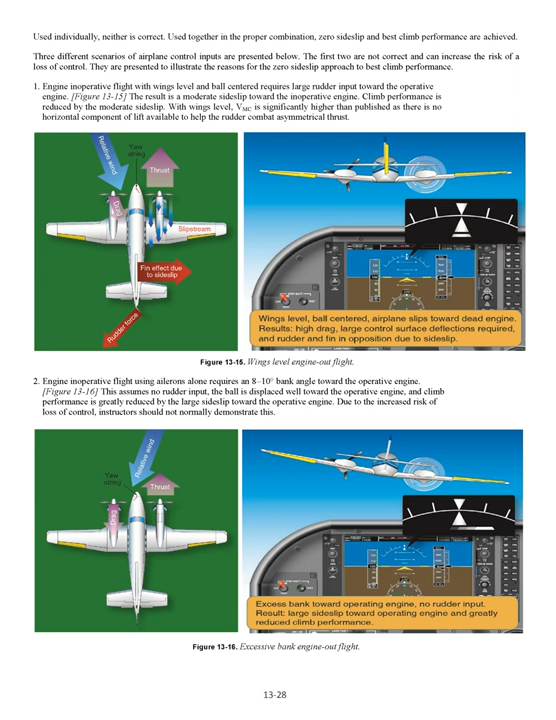 Used individually, neither is correct. Used together in the proper combination, zero sideslip and best climb performance are achieved.
Three different scenarios of airplane control inputs are presented below. The first two are not correct and can increase the risk of a
loss of control. They are presented to illustrate the reasons for the zero sideslip approach to best climb performance.
1. Engine inoperative flight with wings level and ball centered requires large rudder input toward the operative
engine. [Figure 13-15] The result is a moderate sideslip toward the inoperative engine. Climb performance is
reduced by the moderate sideslip. With wings level, VMC is significantly higher than published as there is no
horizontal component of lift available to help the rudder combat asymmetrical thrust.
Relative wind
Yaw
string
Thrust
Drag
Slipstream
Fin effect due
to sideslip
Rudder force
Wings level, ball centered, airplane slips toward dead engine.
Results: high drag, large control surface deflections required,
and rudder and fin in opposition due to sideslip.
Figure 13-15. Wings level engine-out flight.
2. Engine inoperative flight using ailerons alone requires an 8–10° bank angle toward the operative engine.
[Figure 13-16] This assumes no rudder input, the ball is displaced well toward the operative engine, and climb
performance is greatly reduced by the large sideslip toward the operative engine. Due to the increased risk of
loss of control, instructors should not normally demonstrate this.
Relative wind
Yaw
string
Thrust
Drag
Excess bank toward operating engine, no rudder input.
Result: large sideslip toward operating engine and greatly
reduced climb performance.
Figure 13-16. Excessive bank engine-out flight.
13-28